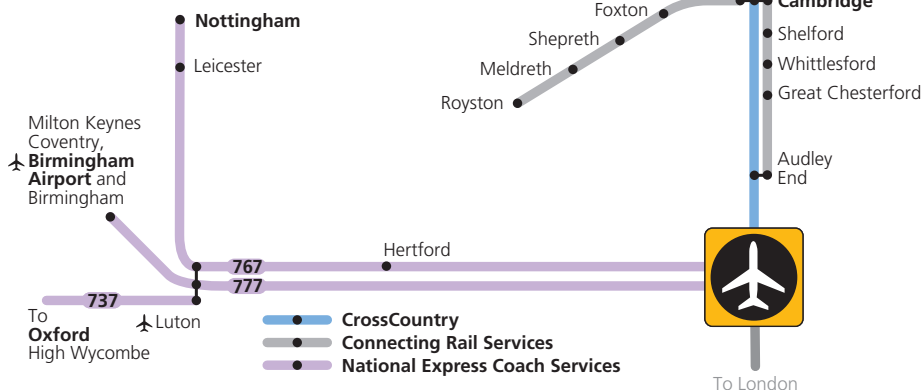 Cambridge
Foxton
Shepreth
Meldreth
Royston
Shelford
Whittlesford
Great Chesterford
Audley
End
Nottingham
Leicester
Milton Keynes
Coventry,
Birmingham
Airport and
Birmingham
Hertford
767
777
737
To
Oxford
High Wycombe
Luton
CrossCountry
Connecting Rail Services
National Express Coach Services
To London